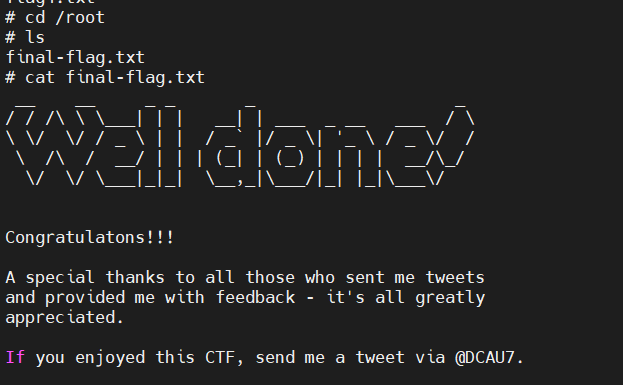 flag4.txt
# cd /root
# ls
final-flag.txt
# cat final-flag.txt
Well done!
Congratulatons!!!
A special thanks to all those who sent me tweets
and provided me with feedback - it's all greatly
appreciated.
If you enjoyed this CTF, send me a tweet via @DCAU7.